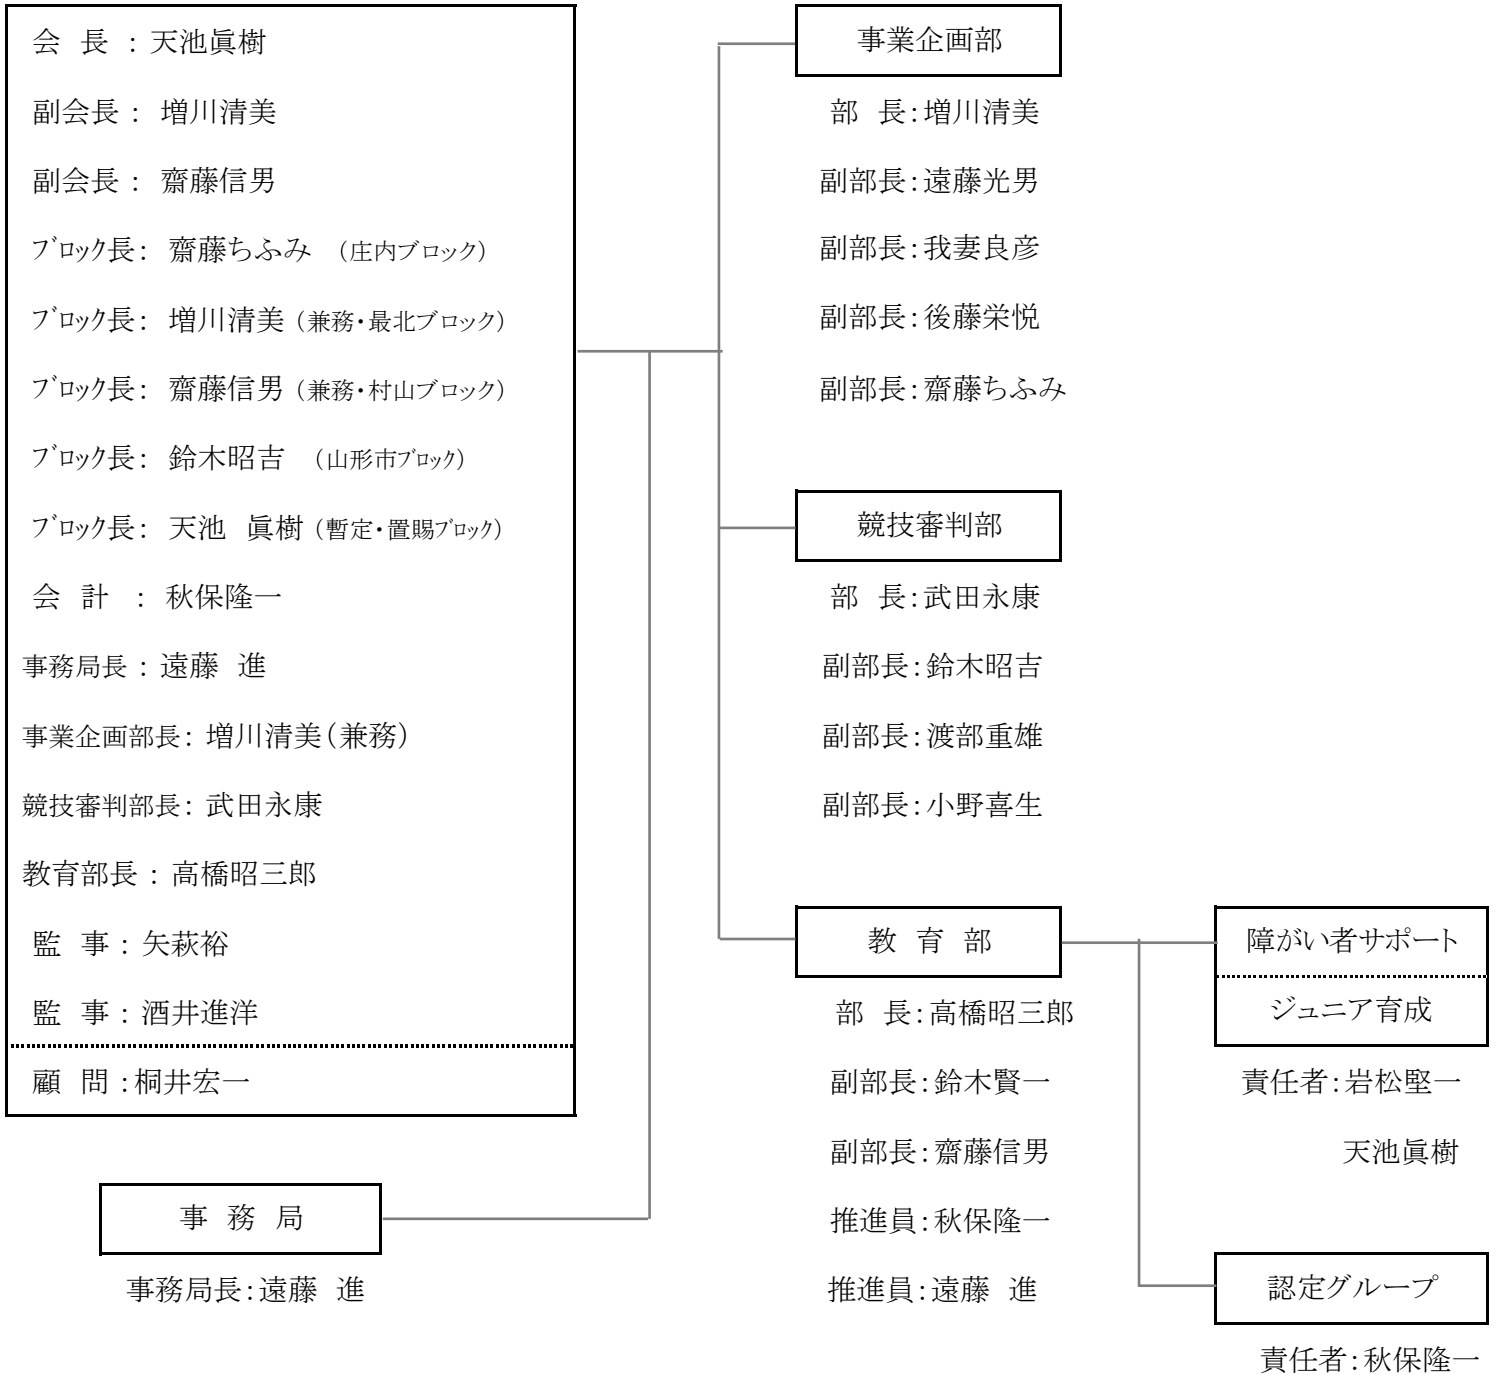 会 長 : 天池眞樹
副会長 : 増川清美
副会長 : 齋藤信男
ブロック長: 齋藤ちふみ (庄内ブロック)
ブロック長: 増川清美 (兼務・最北ブロック)
ブロック長: 齋藤信男 (兼務・村山ブロック)
ブロック長: 鈴木昭吉 (山形市ブロック)
ブロック長: 天池 眞樹 (暫定・置賜ブロック)
会 計 : 秋保隆一
事務局長 : 遠藤 進
事業企画部長: 増川清美(兼務)
競技審判部長: 武田永康
教育部長 : 高橋昭三郎
監 事 : 矢萩裕
監 事 : 酒井進洋
顧 問 :桐井宏一
事 務 局
事務局長:遠藤 進
事業企画部
部 長:増川清美
副部長:遠藤光男
副部長:我妻良彦
副部長:後藤栄悦
副部長:齋藤ちふみ
競技審判部
部 長:武田永康
副部長:鈴木昭吉
副部長:渡部重雄
副部長:小野喜生
教 育 部
部 長:高橋昭三郎
副部長:鈴木賢一
副部長:齋藤信男
推進員:秋保隆一
推進員:遠藤 進
障がい者サポート
ジュニア育成
責任者:岩松堅一
天池眞樹
認定グループ
責任者:秋保隆一